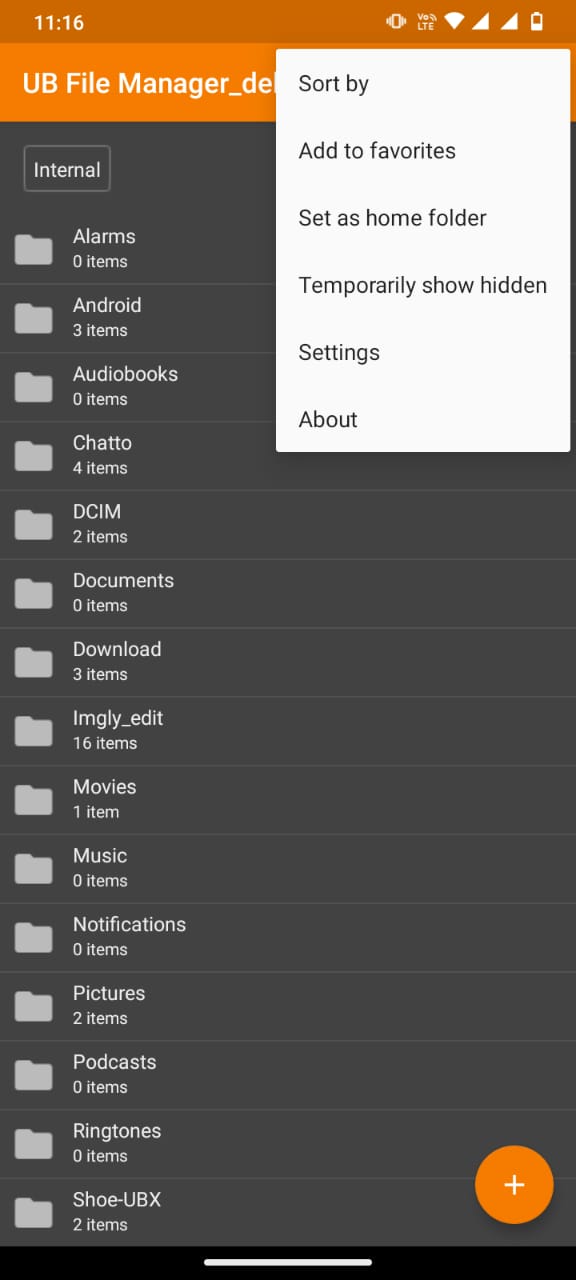 11:16
Vo
LTE
UB File Manager_de
Sort by
Add to favorites
Set as home folder
Temporarily show hidden
Settings
About
Internal
Alarms
0 items
Android
3 items
Audiobooks
0 items
Chatto
4 items
DCIM
2 items
Documents
0 items
Download
3 items
Imgly_edit
16 items
Movies
1 item
Music
0 items
Notifications
0 items
Pictures
2 items
Podcasts
0 items
Ringtones
0 items
Shoe-UBX
2 items